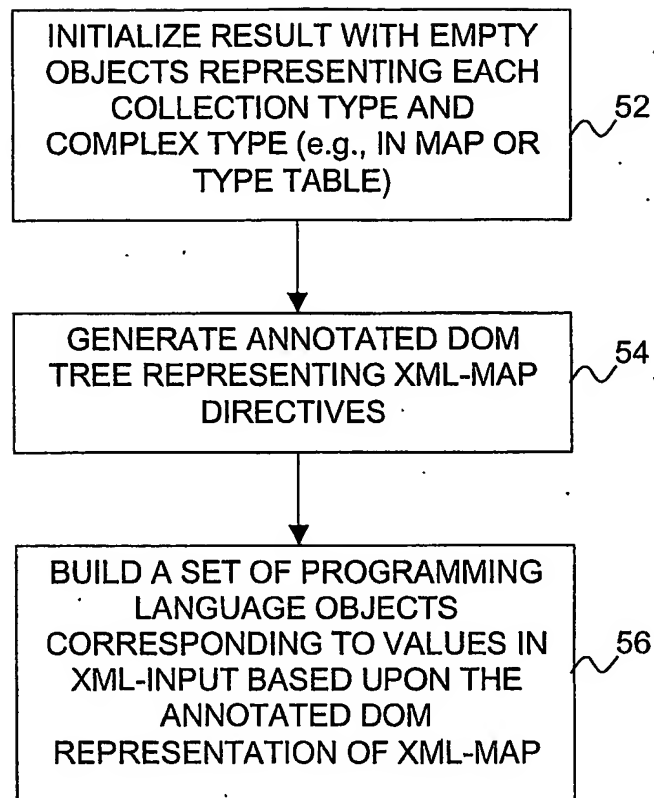 INITIALIZE RESULT WITH EMPTY
OBJECTS REPRESENTING EACH
COLLECTION TYPE AND
COMPLEX TYPE (e.g., IN MAP OR
TYPE TABLE)
52
GENERATE ANNOTATED DOM
TREE REPRESENTING XML-MAP
DIRECTIVES
54
BUILD A SET OF PROGRAMMING
LANGUAGE OBJECTS
CORRESPONDING TO VALUES IN
XML-INPUT BASED UPON THE
ANNOTATED DOM
REPRESENTATION OF XML-MAP
56